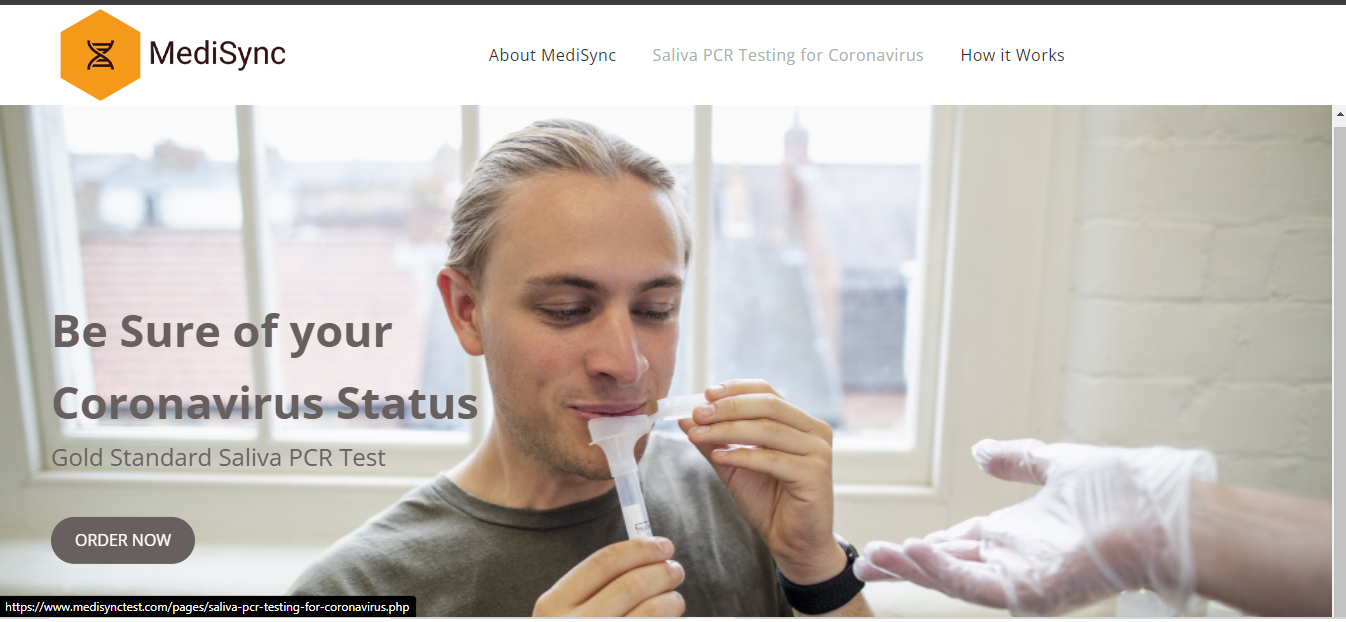 MediSync
About MediSync
Saliva PCR Testing for Coronavirus
How it Works
Be Sure of your
Coronavirus Status
Gold Standard Saliva PCR Test
ORDER NOW
https://www.medisynctest.com/pages/saliva-pcr-testing-for-coronavirus.php